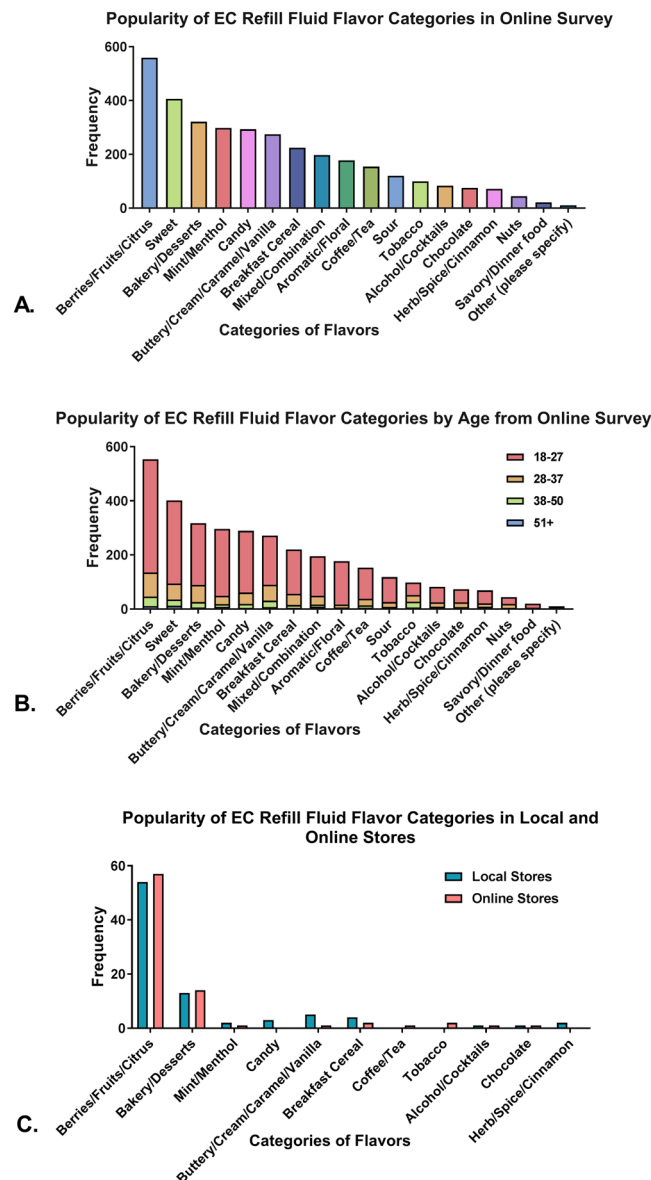 Popularity of EC Refill Fluid Flavor Categories in Online Survey
600
400
200
0
Frequency
Berries/Fruits/Citrus
Sweet
Bakery/Desserts
Mint/Menthol
Candy
Buttery/Cream/Caramel/Vanilla
Breakfast Cereal
Mixed/Combination
Aromatic/Floral
Coffee/Tea
Sour
Tobacco
Alcohol/Cocktails
Chocolate
Herb/Spice/Cinnamon
Nuts
Savory/Dinner food
Other (please specify)
A.
Categories of Flavors
Popularity of EC Refill Fluid Flavor Categories by Age from Online Survey
600
400
200
0
Frequency
18-27
28-37
38-50
51+
Berries/Fruits/Citrus
Sweet
Bakery/Desserts
Mint/Menthol
Candy
Buttery/Cream/Caramel/Vanilla
Breakfast Cereal
Mixed/Combination
Aromatic/Floral
Coffee/Tea
Sour
Tobacco
Alcohol/Cocktails
Chocolate
Herb/Spice/Cinnamon
Nuts
Savory/Dinner food
Other (please specify)
B.
Categories of Flavors
Popularity of EC Refill Fluid Flavor Categories in Local and
Online Stores
60
40
20
0
Frequency
Local Stores
Online Stores
Berries/Fruits/Citrus
Bakery/Desserts
Mint/Menthol
Candy
Buttery/Cream/Caramel/Vanilla
Breakfast Cereal
Coffee/Tea
Tobacco
Alcohol/Cocktails
Chocolate
Herb/Spice/Cinnamon
C.
Categories of Flavors